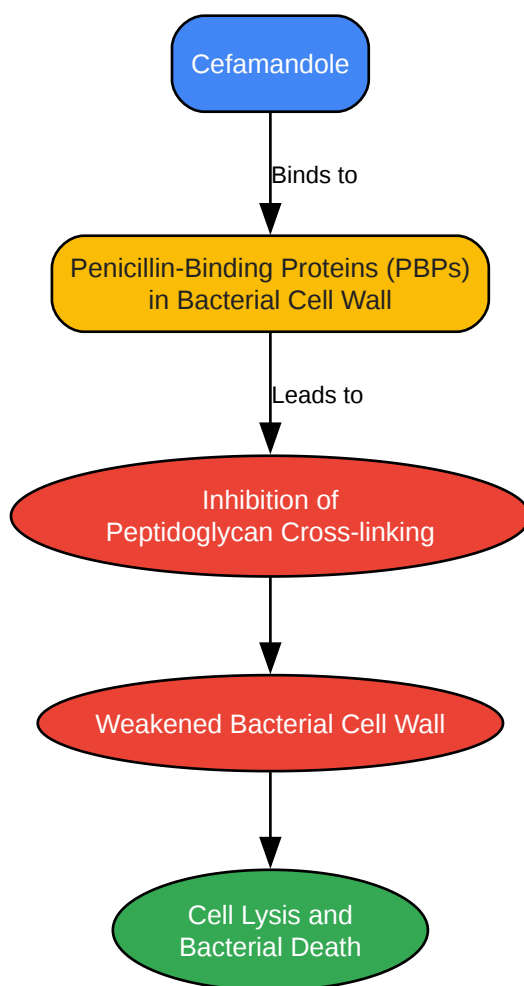 Cefamandole
Binds to
Penicillin-Binding Proteins (PBPs)
in Bacterial Cell Wall
Leads to
Inhibition of
Peptidoglycan Cross-linking
Weakened Bacterial Cell Wall
Cell Lysis and
Bacterial Death